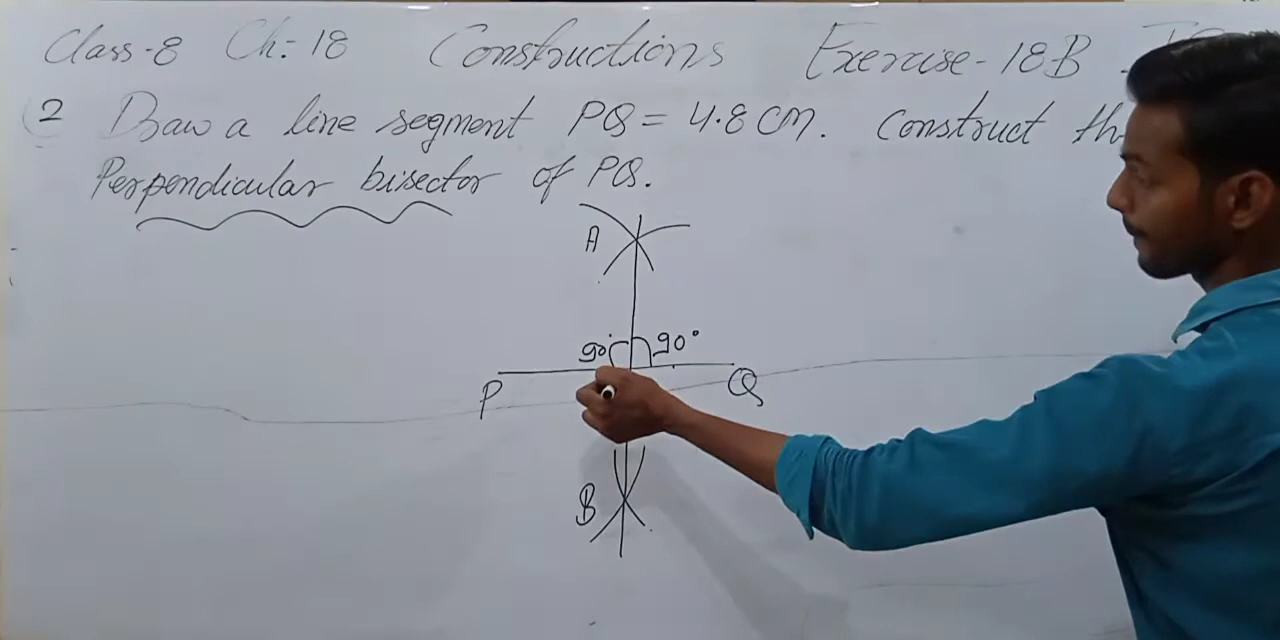 Class-8 Ch:-18 Constructions Exercise-18B
2 Draw a line segment PQ = 4.8 cm. Construct th
Perpendicular bisector of PQ.
A
90° 90°
P Q
B